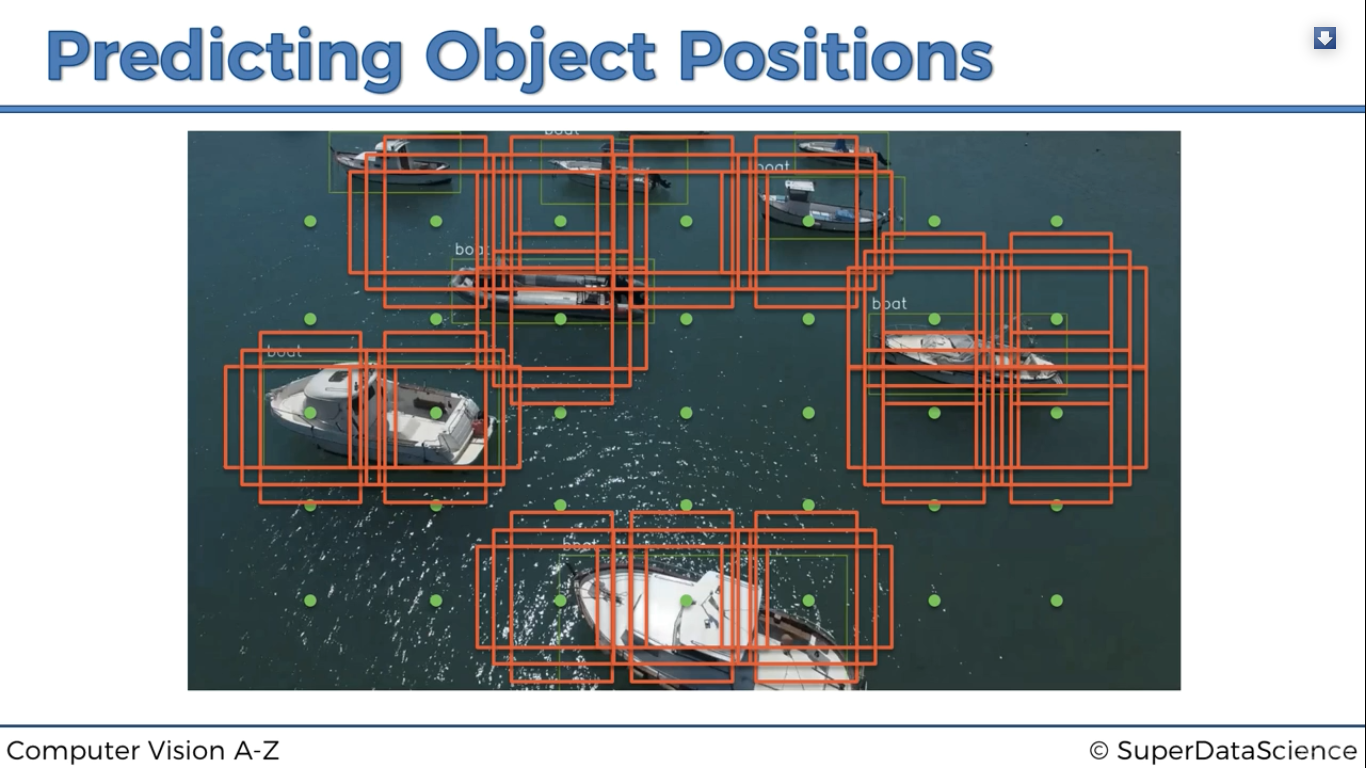 Predicting Object Positions
boat
boat
boat
boat
boat
boat
Computer Vision A-Z
© SuperDataScience